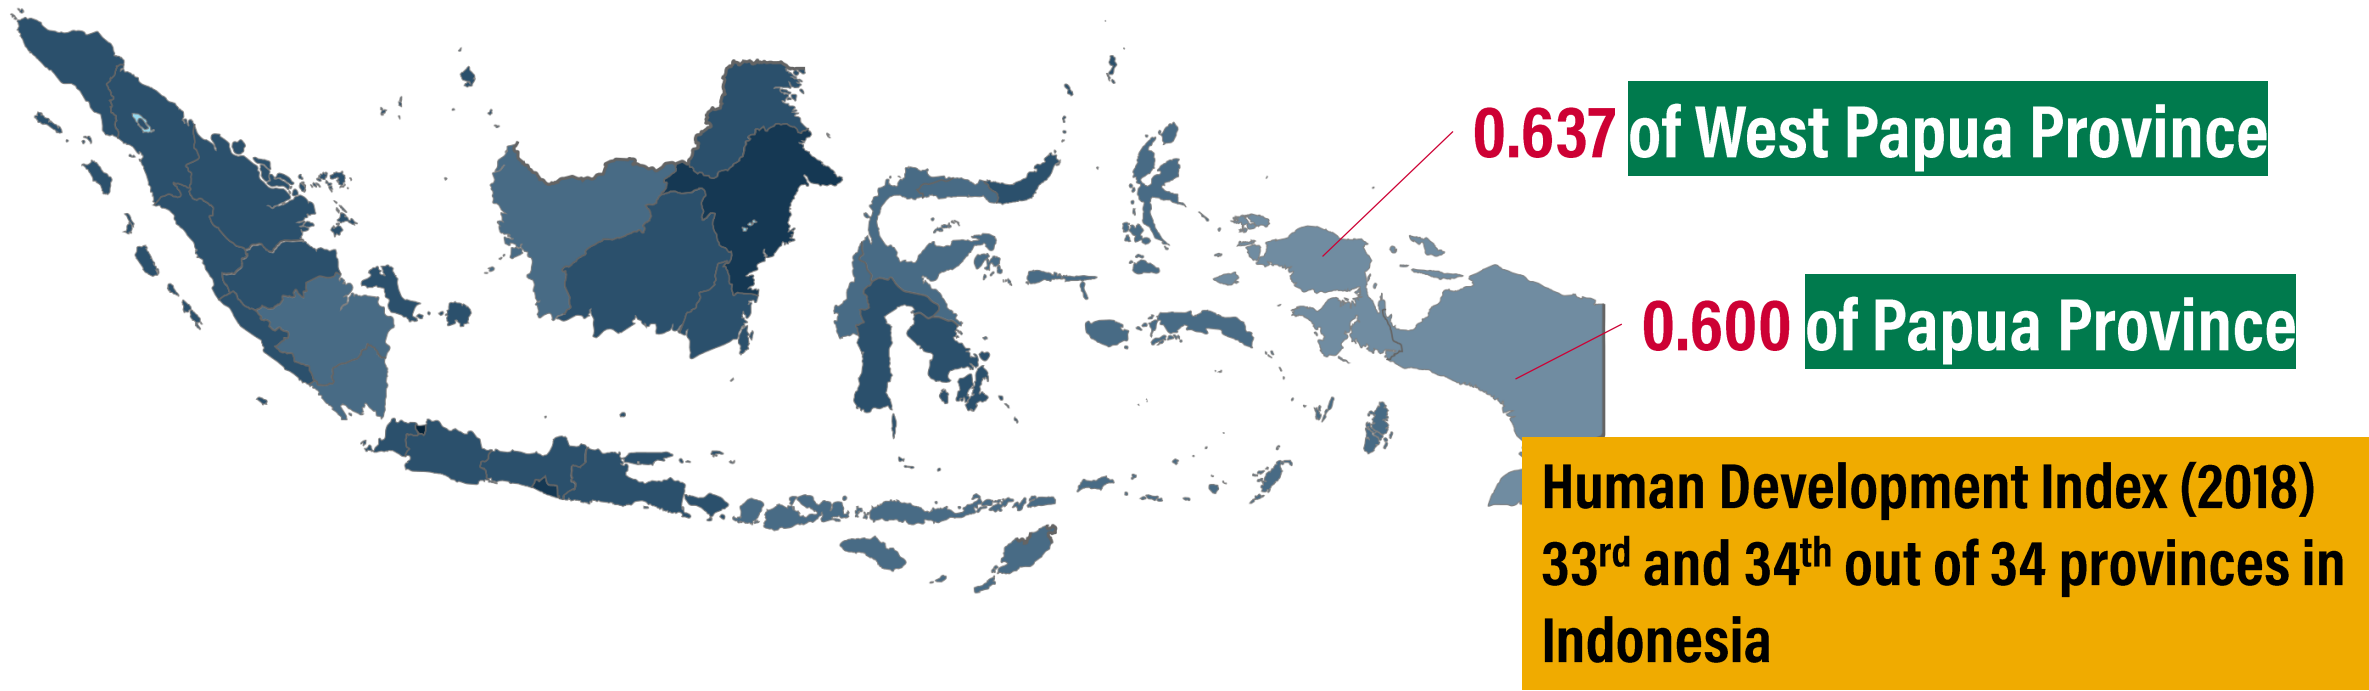 0.637 of West Papua Province
0.600 of Papua Province
Human Development Index (2018)
33rd and 34th out of 34 provinces in
Indonesia